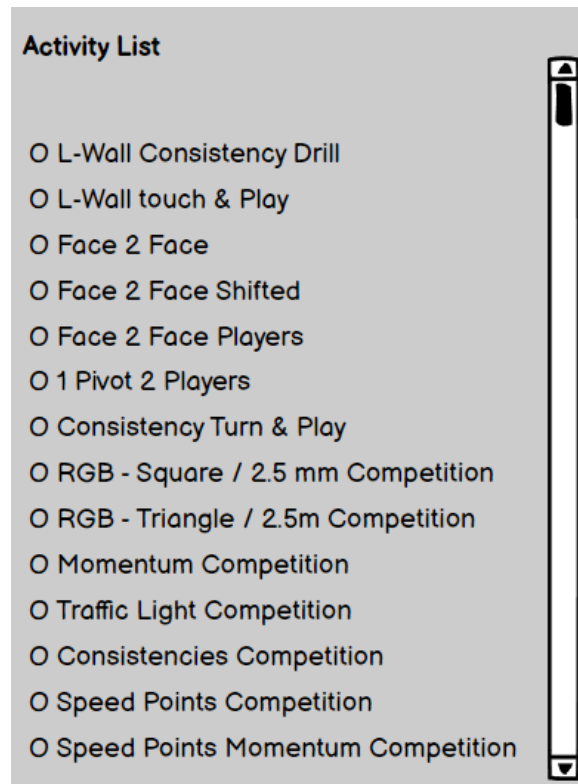 Activity List
O L-Wall Consistency Drill
O L-Wall touch & Play
O Face 2 Face
O Face 2 Face Shifted
O Face 2 Face Players
O 1 Pivot 2 Players
O Consistency Turn & Play
O RGB - Square / 2.5 mm Competition
O RGB - Triangle / 2.5m Competition
O Momentum Competition
O Traffic Light Competition
O Consistencies Competition
O Speed Points Competition
O Speed Points Momentum Competition